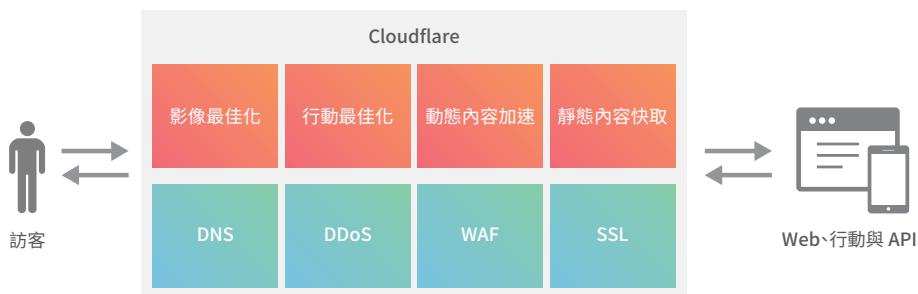 Cloudflare
影像最佳化
行動最佳化
動態內容加速
靜態內容快取
DNS
DDoS
WAF
SSL
訪客
Web、行動與 API